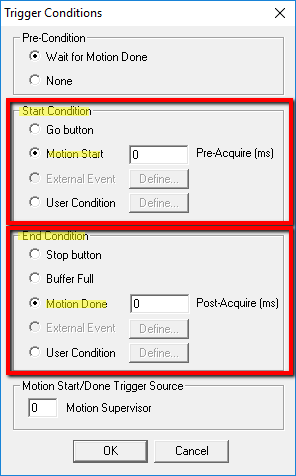 Trigger Conditions
Pre-Condition
Wait for Motion Done
None
Start Condition
Go button
Motion Start 0 Pre-Acquire (ms)
External Event Define...
User Condition Define...
End Condition
Stop button
Buffer Full
Motion Done 0 Post-Acquire (ms)
External Event Define...
User Condition Define...
Motion Start/Done Trigger Source
0 Motion Supervisor
OK Cancel